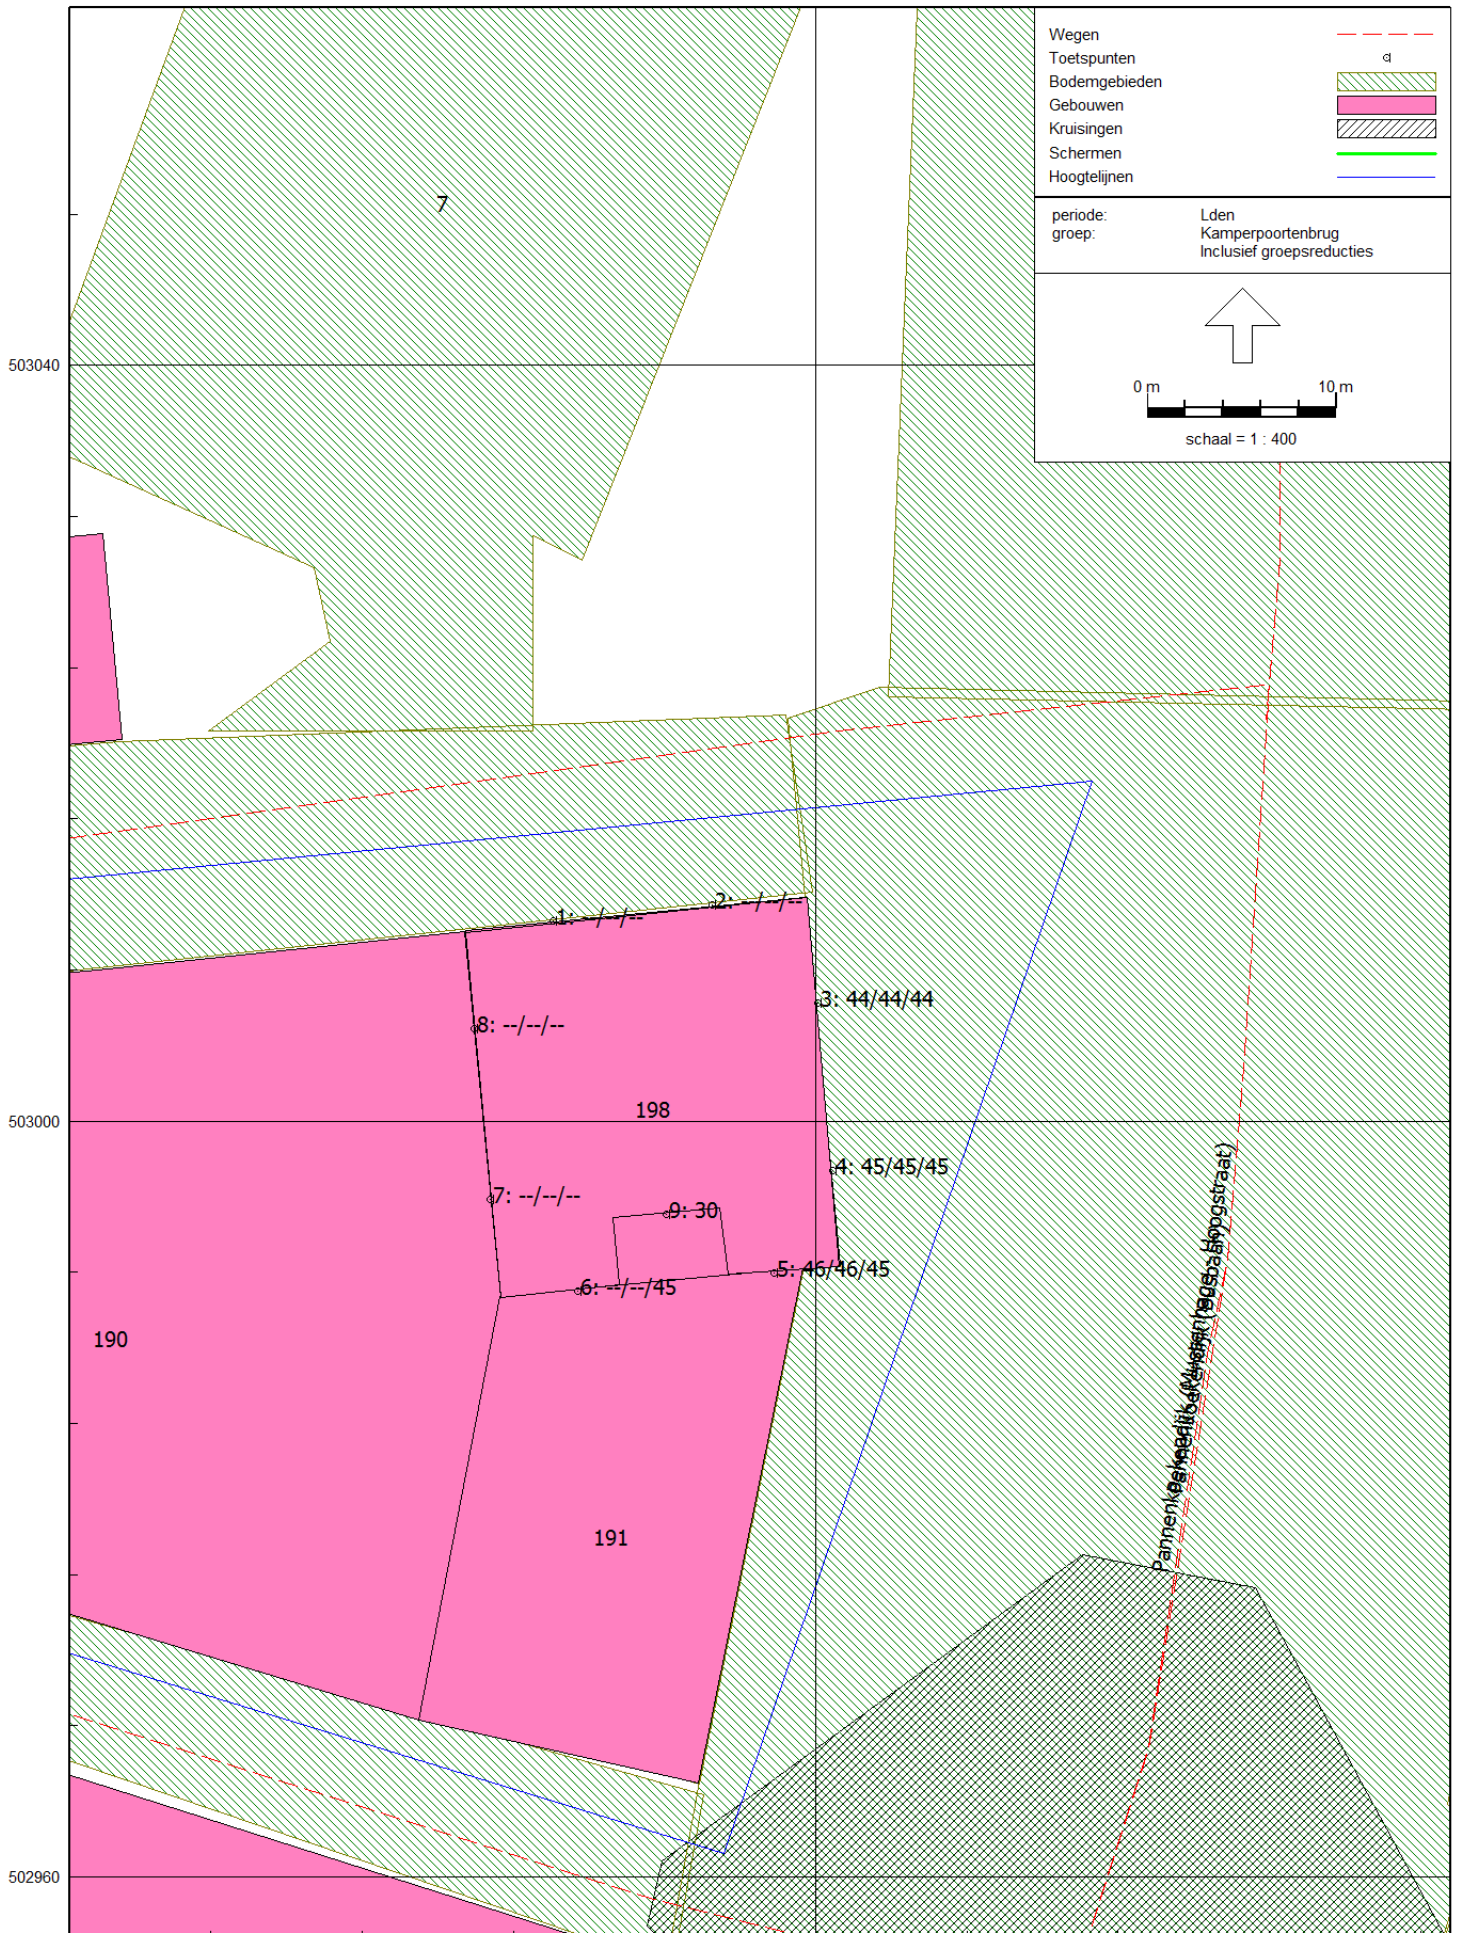 Wegen
Toetspunten
Bodemgebieden
Gebouwen
Kruisingen
Schermen
Hoogtelijnen
periode: Lden
groep: Kamperpoortenbrug
Inclusief groepsreducties
0 m 10 m
schaal = 1 : 400
7
503040
1: --/--/--
2: --/--/--
3: 44/44/44
8: --/--/--
198
503000
4: 45/45/45
7: --/--/--
9: 30
5: 46/46/45
6: --/--/45
190
191
502960